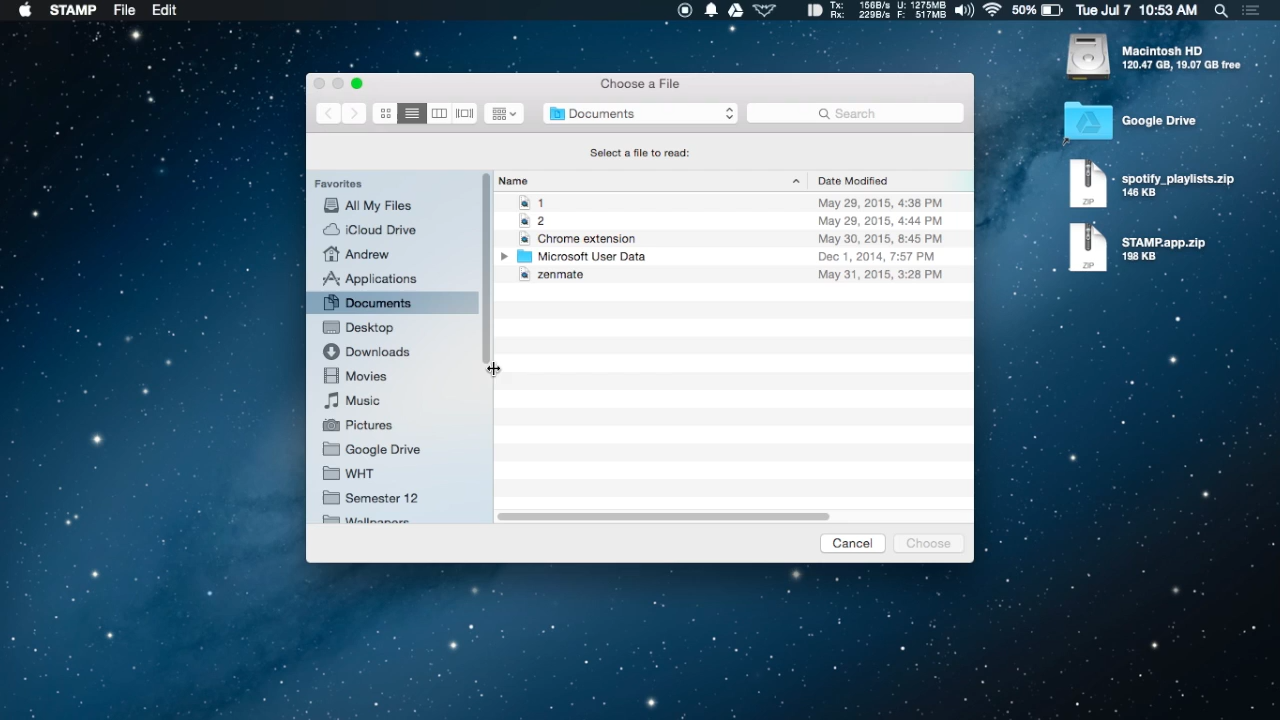 STAMP File Edit
Tx: 156B/s U: 1275MB
Rx: 229B/s F: 517MB
50% Tue Jul 7 10:53 AM
Macintosh HD
120.47 GB, 19.07 GB free
Google Drive
ZIP
spotify_playlists.zip
146 KB
ZIP
STAMP.app.zip
198 KB
Choose a File
Documents
Search
Select a file to read:
Favorites
All My Files
iCloud Drive
Andrew
Applications
Documents
Desktop
Downloads
Movies
Music
Pictures
Google Drive
WHT
Semester 12
Wallpapers
Name Date Modified
1 May 29, 2015, 4:38 PM
2 May 29, 2015, 4:44 PM
Chrome extension May 30, 2015, 8:45 PM
Microsoft User Data Dec 1, 2014, 7:57 PM
zenmate May 31, 2015, 3:28 PM
Cancel Choose